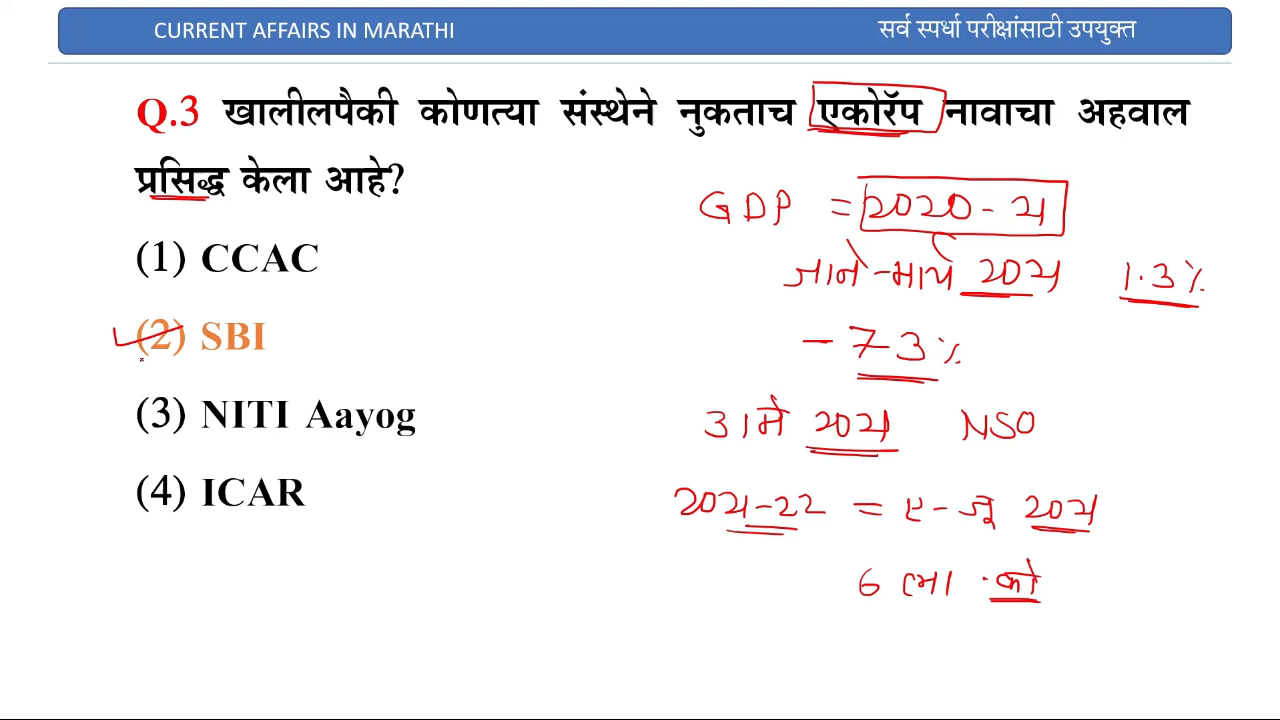 CURRENT AFFAIRS IN MARATHI सर्व स्पर्धा परीक्षांसाठी उपयुक्त
Q.3 खालीलपैकी कोणत्या संस्थेने नुकताच एकोरॅप नावाचा अहवाल
प्रसिद्ध केला आहे?
(1) CCAC
(2) SBI
(3) NITI Aayog
(4) ICAR
GDP = 2020-21
जाने-मार्च 2021 1.3%
-7.3%
31 मे 2021 NSO
2021-22 = ए-जू 2021
6 ला.को